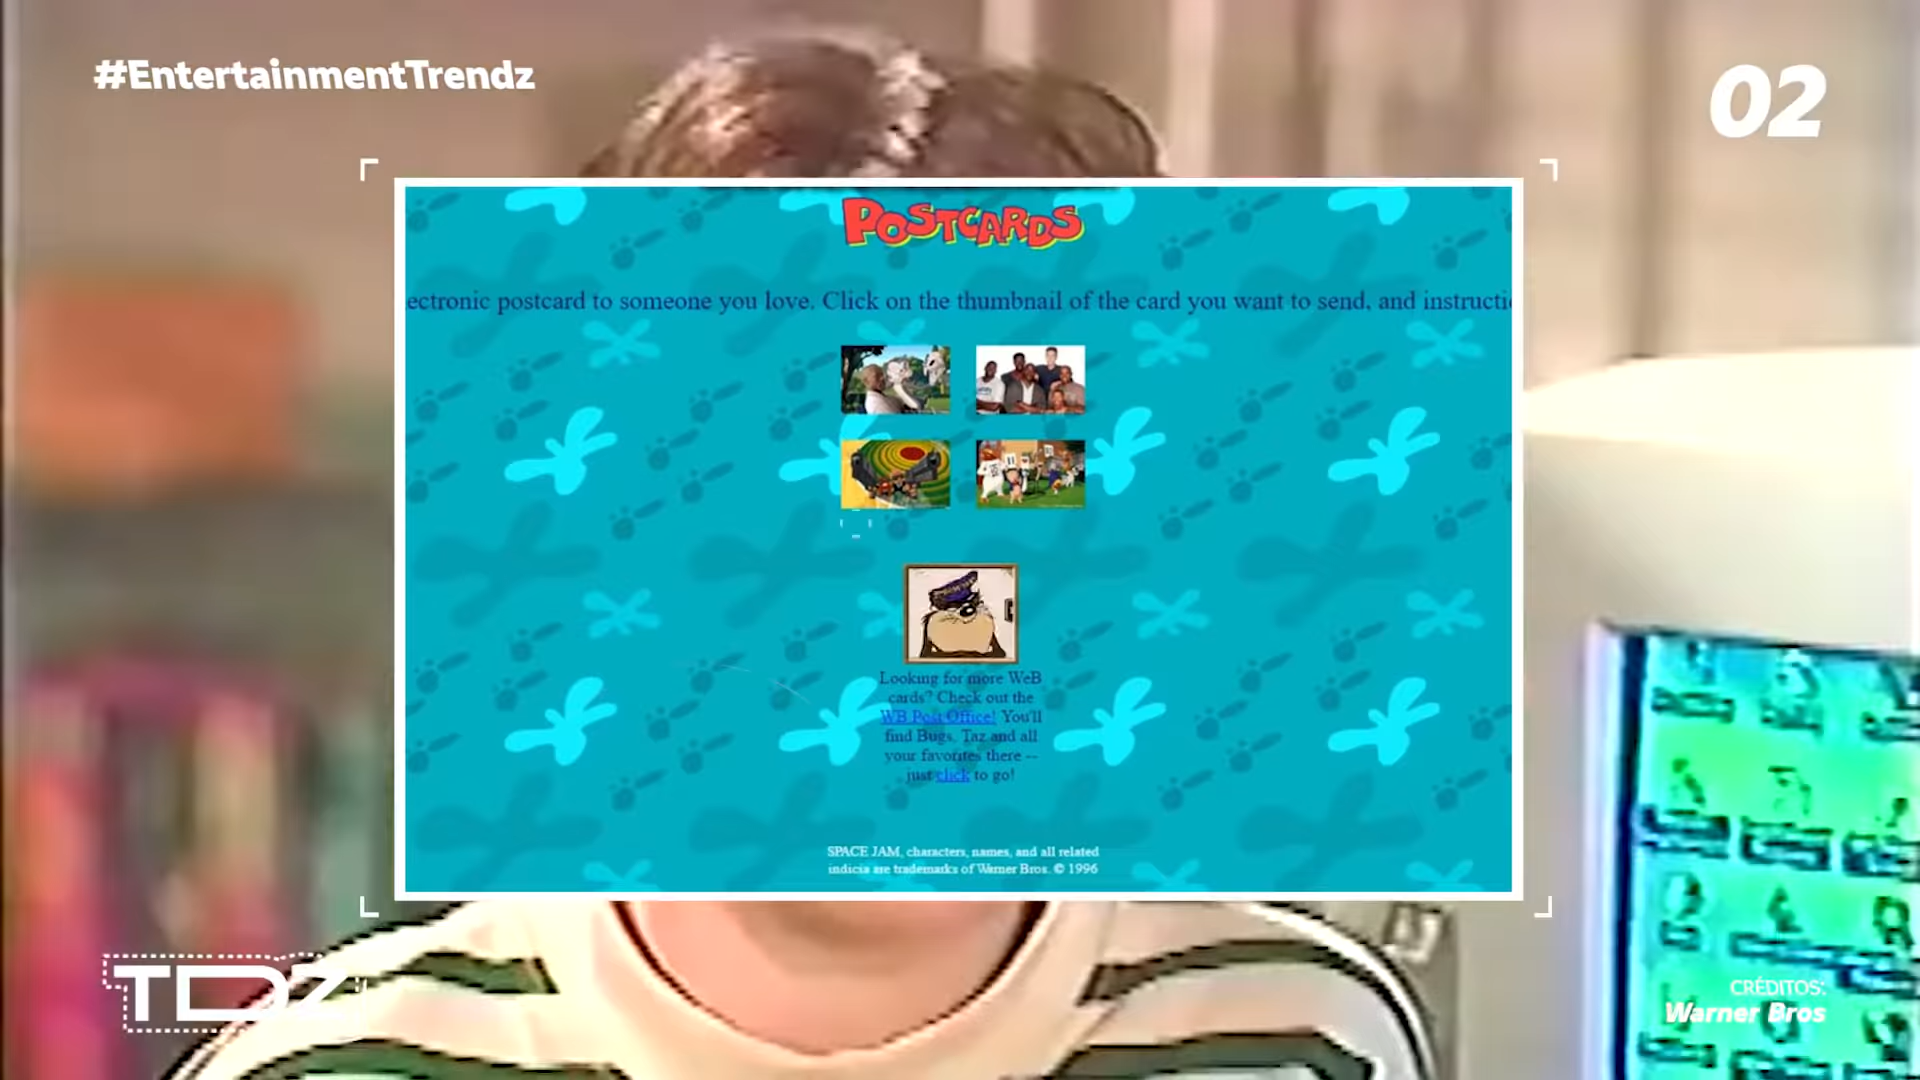 #EntertainmentTrendz
02
POSTCARDS
ectronic postcard to someone you love. Click on the thumbnail of the card you want to send, and instructi
Looking for more WeB
cards? Check out the
WB Post Office! You'll
find Bugs, Taz and all
your favorites there --
just click to go!
SPACE JAM, characters, names, and all related
indicia are trademarks of Warner Bros. © 1996
TDZ
CRÉDITOS:
Warner Bros